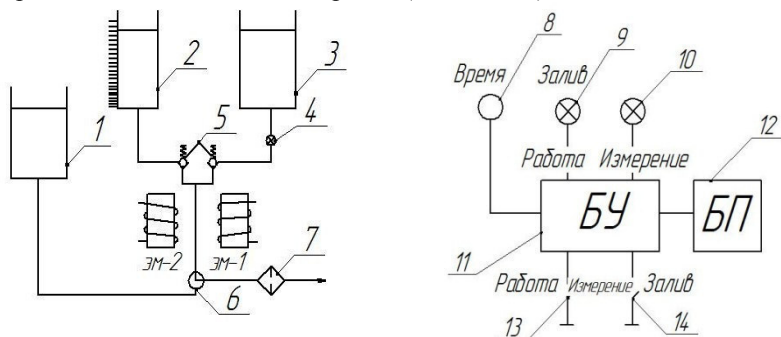 1
2
3
4
5
ЭМ-2
ЭМ-1
6
7
8
9
10
Время
Залив
12
Работа
Измерение
БУ
БП
11
Работа
Измерение
Залив
13
14